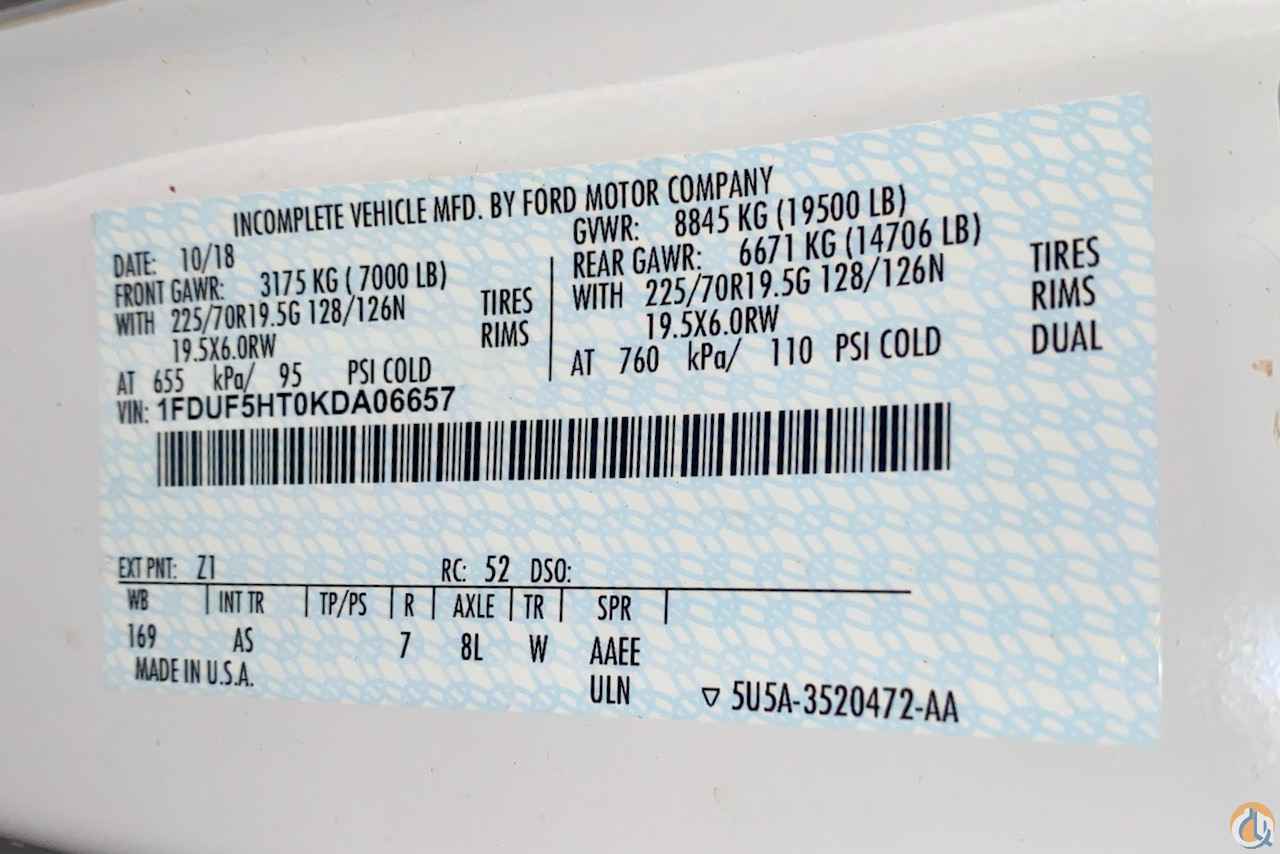 INCOMPLETE VEHICLE MFD. BY FORD MOTOR COMPANY
DATE: 10/18
GVWR: 8845 KG (19500 LB)
FRONT GAWR: 3175 KG ( 7000 LB)
REAR GAWR: 6671 KG (14706 LB)
WITH 225/70R19.5G 128/126N TIRES
WITH 225/70R19.5G 128/126N TIRES
19.5X6.0RW RIMS
19.5X6.0RW RIMS
AT 655 kPa/ 95 PSI COLD
AT 760 kPa/ 110 PSI COLD DUAL
VIN: 1FDUF5HT0KDA06657
EXT PNT: Z1 RC: 52 DSO:
WB | INT TR | TP/PS | R | AXLE | TR | SPR |
169 AS 7 8L W AAEE
MADE IN U.S.A. ULN ▽ 5U5A-3520472-AA